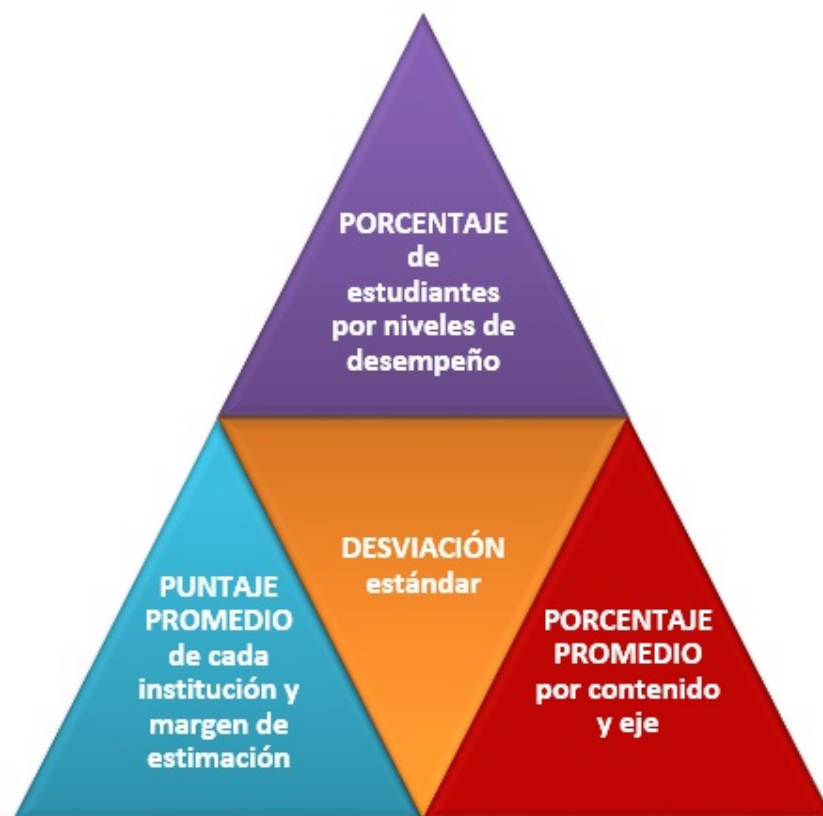 PORCENTAJE
de
estudiantes
por niveles de
desempeño
DESVIACIÓN
estándar
PUNTAJE
PROMEDIO
de cada
institución y
margen de
estimación
PORCENTAJE
PROMEDIO
por contenido
y eje